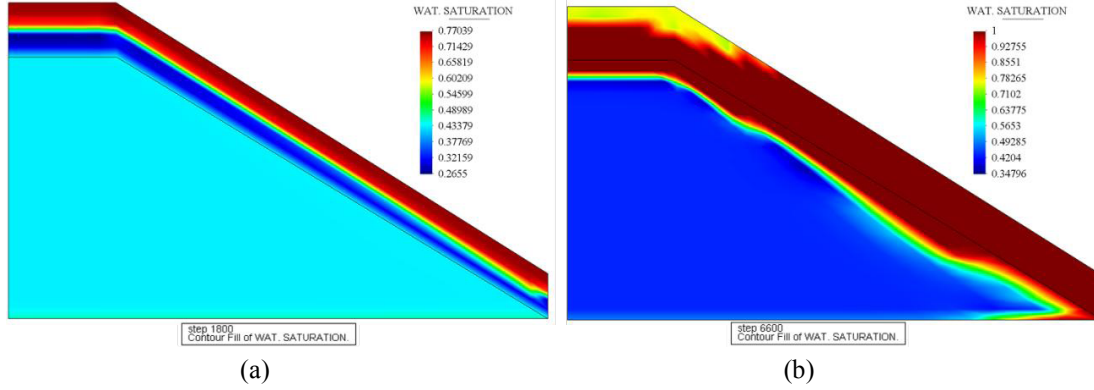 WAT. SATURATION
0.77039
0.71429
0.65819
0.60209
0.54599
0.48989
0.43379
0.37769
0.32159
0.2655
step 1800
Contour Fill of WAT. SATURATION.
(a)
WAT. SATURATION
1
0.92755
0.8551
0.78265
0.7102
0.63775
0.5653
0.49285
0.4204
0.34796
step 6600
Contour Fill of WAT. SATURATION.
(b)